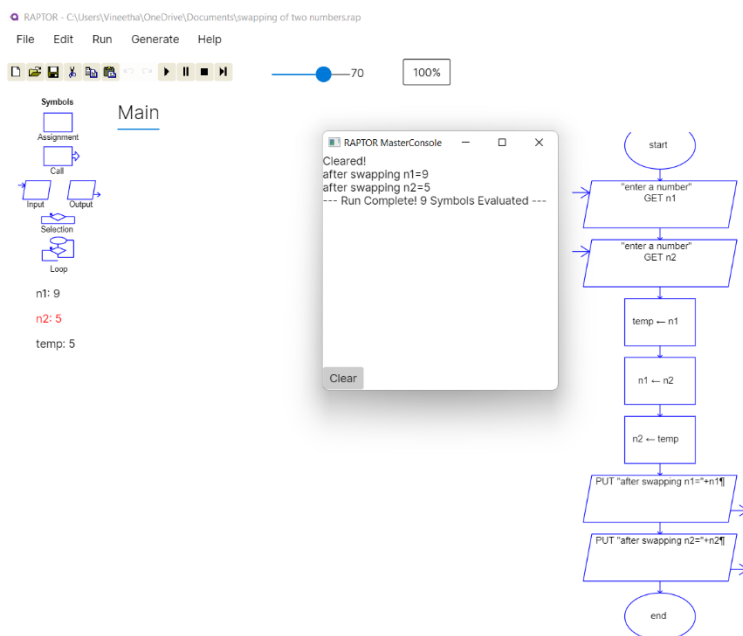 RAPTOR - C:\Users\Vineetha\OneDrive\Documents\swapping of two numbers.rap
File Edit Run Generate Help
70
100%
Symbols
Assignment
Call
Input Output
Selection
Loop
n1: 9
n2: 5
temp: 5
Main
RAPTOR MasterConsole
Cleared!
after swapping n1=9
after swapping n2=5
--- Run Complete! 9 Symbols Evaluated ---
Clear
start
"enter a number"
GET n1
"enter a number"
GET n2
temp ← n1
n1 ← n2
n2 ← temp
PUT "after swapping n1="+n1¶
PUT "after swapping n2="+n2¶
end